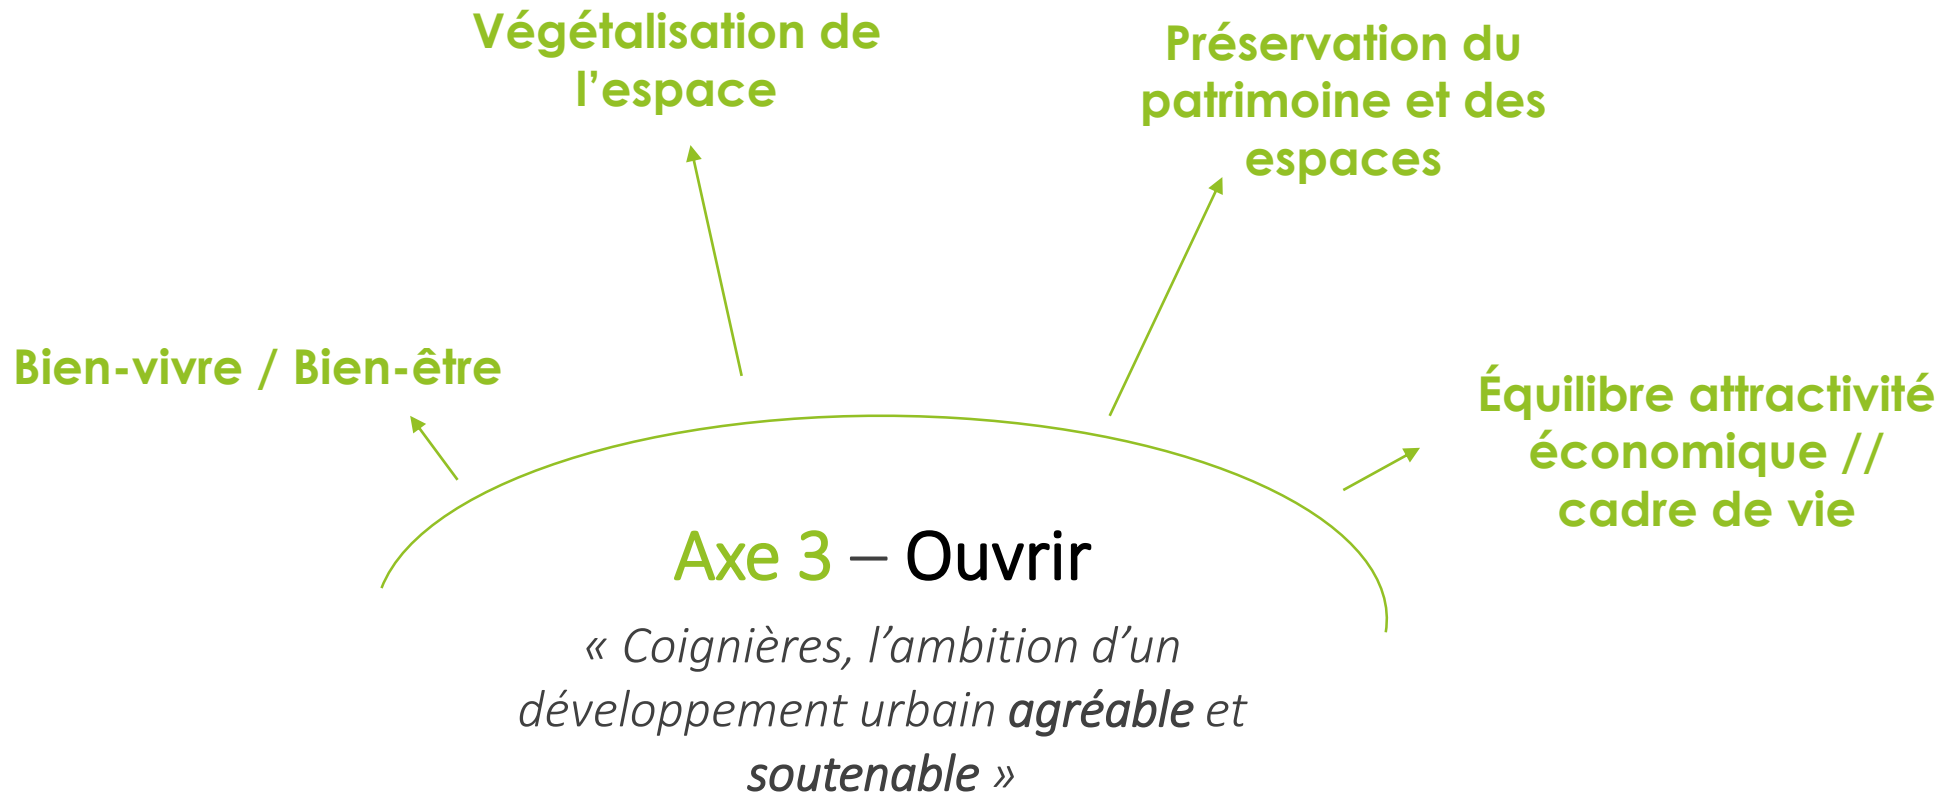 Végétalisation de
l’espace
Préservation du
patrimoine et des
espaces
Bien-vivre / Bien-être
Équilibre attractivité
économique //
cadre de vie
Axe 3 – Ouvrir
« Coignières, l’ambition d’un
développement urbain agréable et
soutenable »